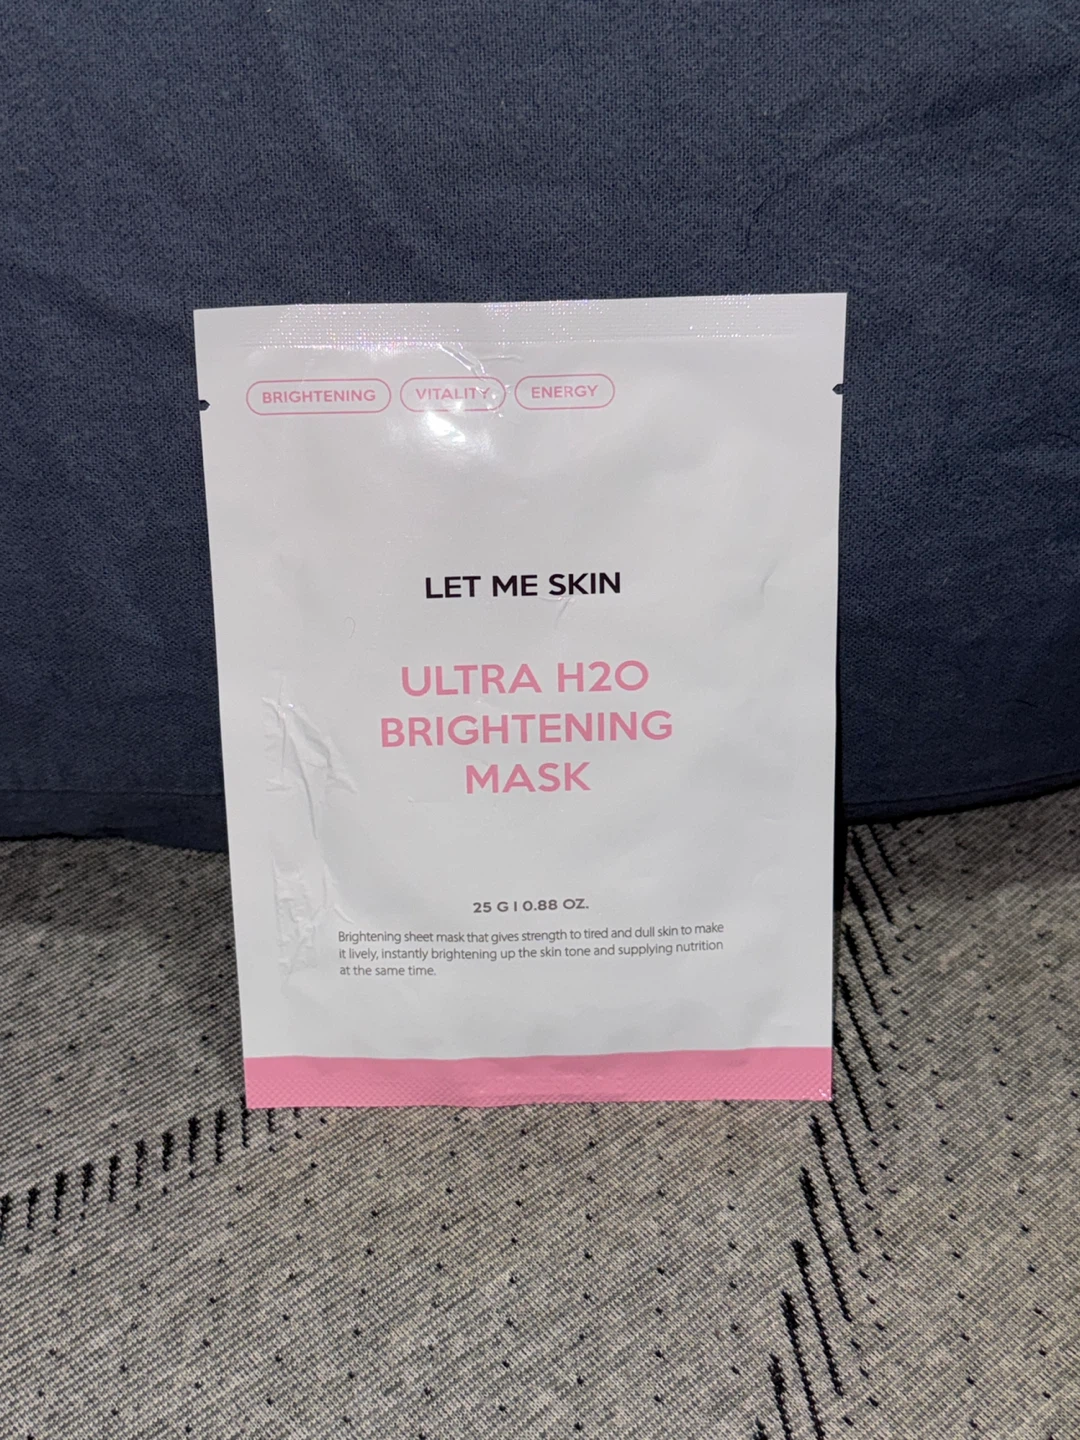 BRIGHTENING VITALITY ENERGY
LET ME SKIN
ULTRA H2O
BRIGHTENING
MASK
25 G I 0.88 OZ.
Brightening sheet mask that gives strength to tired and dull skin to make
it lively, instantly brightening up the skin tone and supplying nutrition
at the same time.